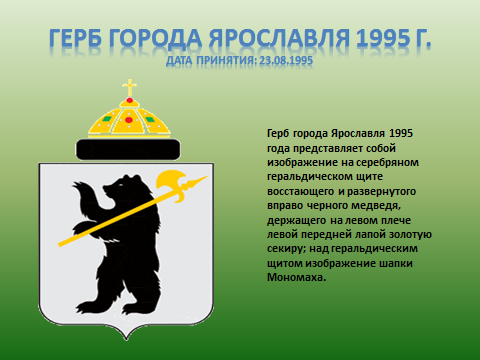 ГЕРБ ГОРОДА ЯРОСЛАВЛЯ 1995 Г.
ДАТА ПРИНЯТИЯ: 23.08.1995
Герб города Ярославля 1995
года представляет собой
изображение на серебряном
геральдическом щите
восстающего и развернутого
вправо черного медведя,
держащего на левом плече
левой передней лапой золотую
секиру; над геральдическим
щитом изображение шапки
Мономаха.